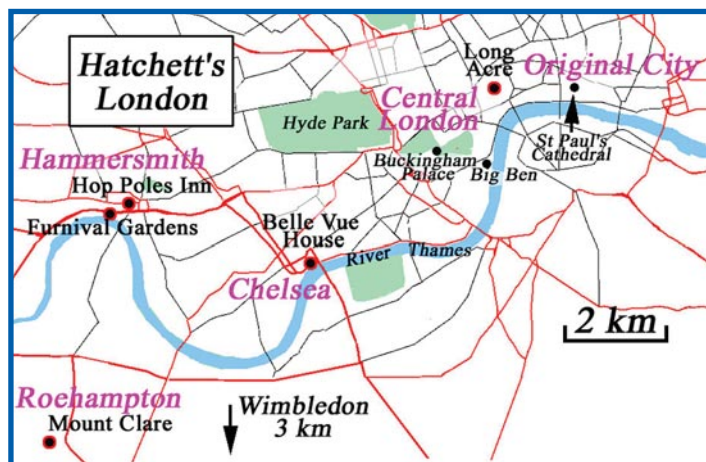 Hatchett's
London
Long
Acre
Original City
Central
London
Hyde Park
St Paul's
Cathedral
Buckingham
Palace
Big Ben
Hammersmith
Hop Poles Inn
Furnival Gardens
Belle Vue
House
River Thames
Chelsea
2 km
Roehampton
Mount Clare
Wimbledon
3 km